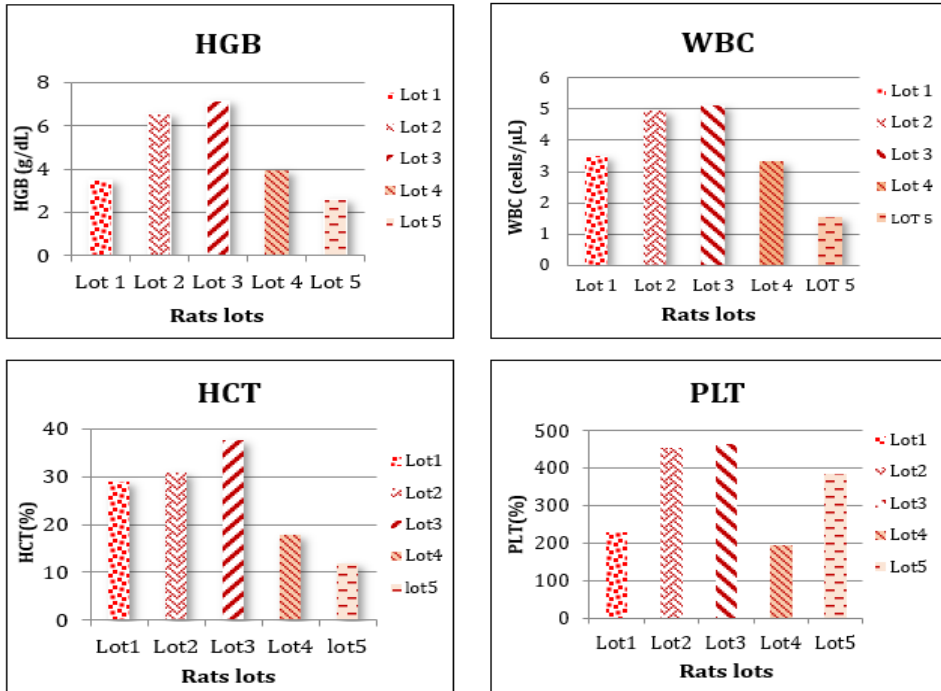 HGB
HGB (g/dL)
8
6
4
2
0
Lot 1 Lot 2 Lot 3 Lot 4 Lot 5
Rats lots
Lot 1
Lot 2
Lot 3
Lot 4
Lot 5
WBC
WBC (cells/µL)
6
5
4
3
2
1
0
Lot 1 Lot 2 Lot 3 Lot 4 LOT 5
Rats lots
Lot 1
Lot 2
Lot 3
Lot 4
LOT 5
HCT
HCT(%)
40
30
20
10
0
Lot1 Lot2 Lot3 Lot4 lot5
Rats lots
Lot1
Lot2
Lot3
Lot4
lot5
PLT
PLT(%)
500
400
300
200
100
0
Lot1 Lot2 Lot3 Lot4 Lot5
Rats lots
Lot1
Lot2
Lot3
Lot4
Lot5